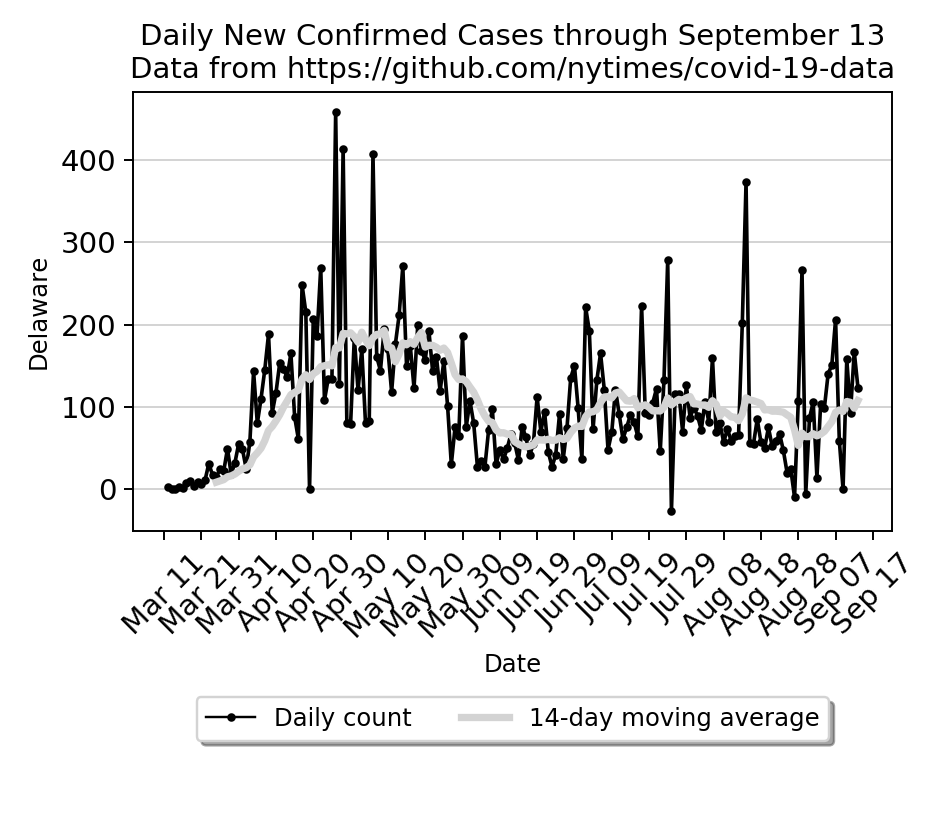 Daily New Confirmed Cases through September 13
Data from https://github.com/nytimes/covid-19-data
Delaware
400
300
200
100
0
Mar 11
Mar 21
Mar 31
Apr 10
Apr 20
Apr 30
May 10
May 20
May 30
Jun 09
Jun 19
Jun 29
Jul 09
Jul 19
Jul 29
Aug 08
Aug 18
Aug 28
Sep 07
Sep 17
Date
Daily count
14-day moving average